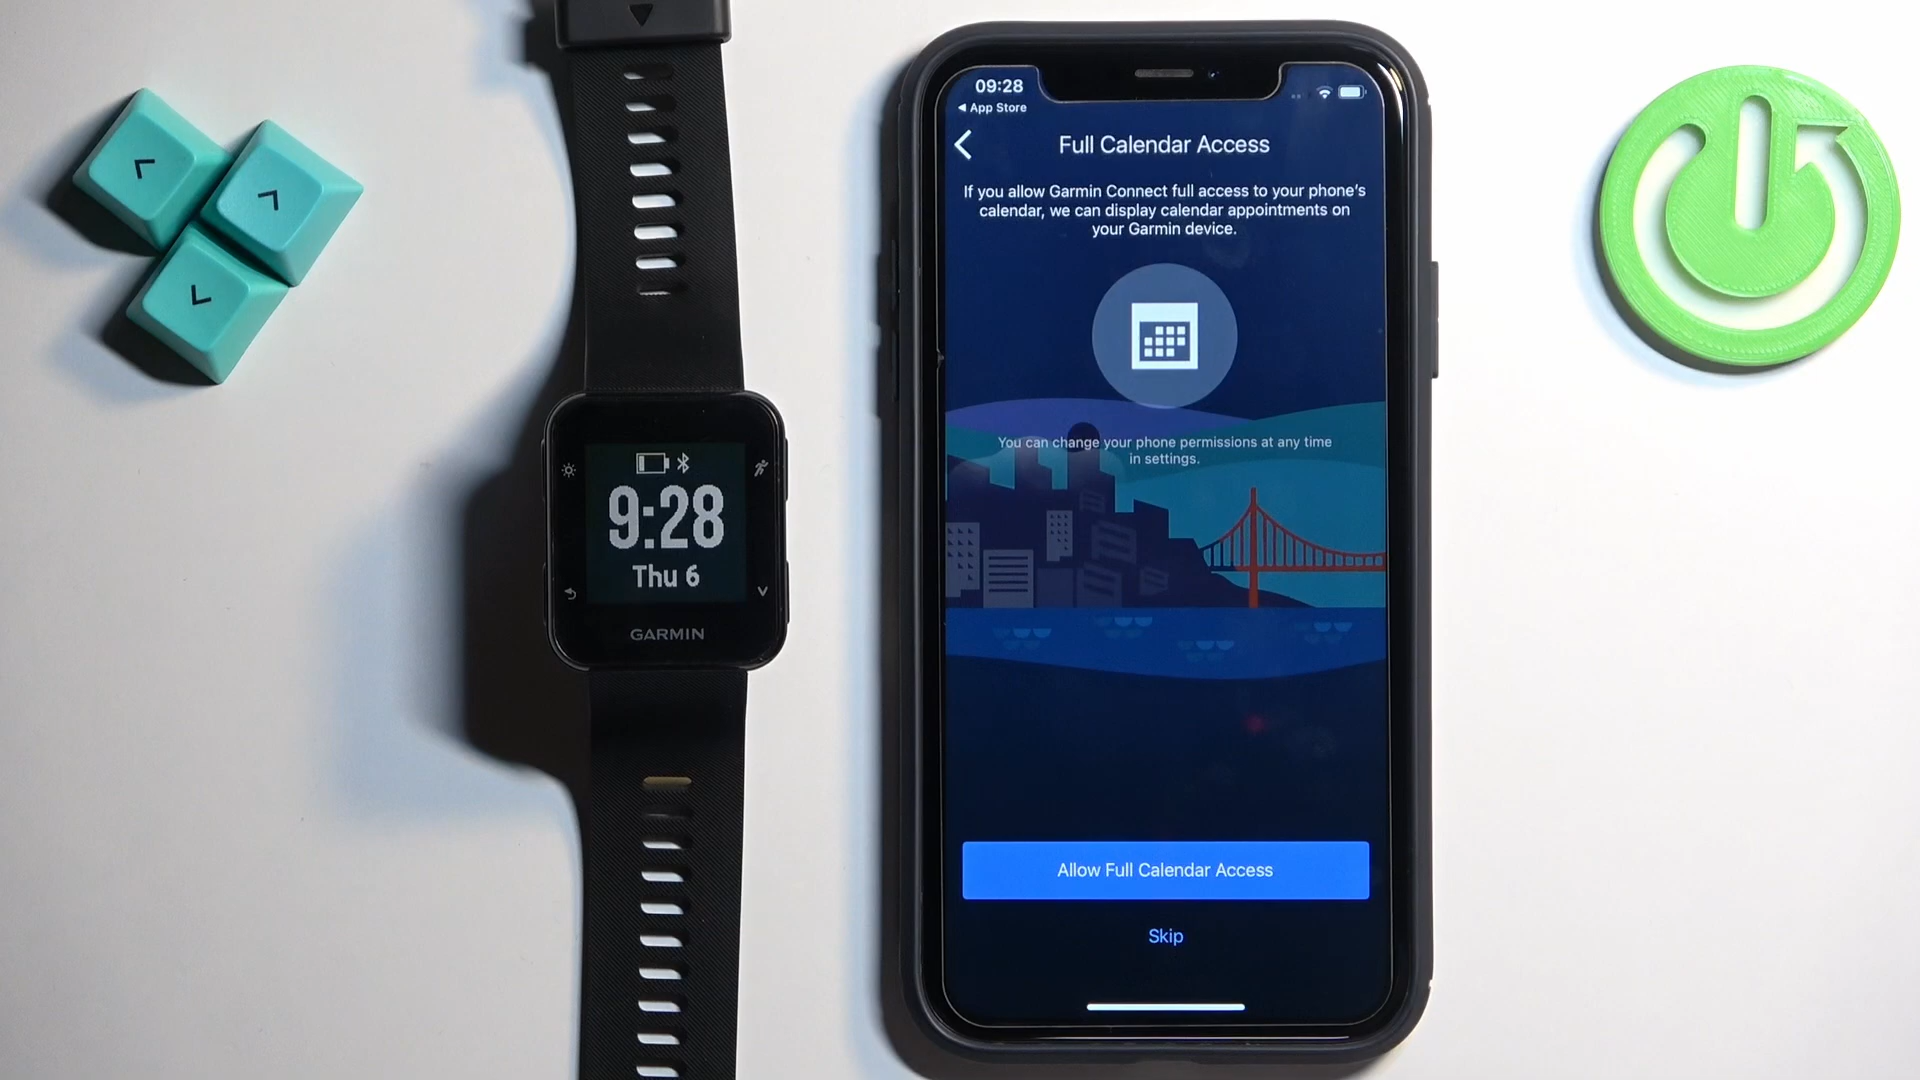 9:28
Thu 6
GARMIN
09:28
App Store
Full Calendar Access
If you allow Garmin Connect full access to your phone's
calendar, we can display calendar appointments on
your Garmin device.
You can change your phone permissions at any time
in settings.
Allow Full Calendar Access
Skip